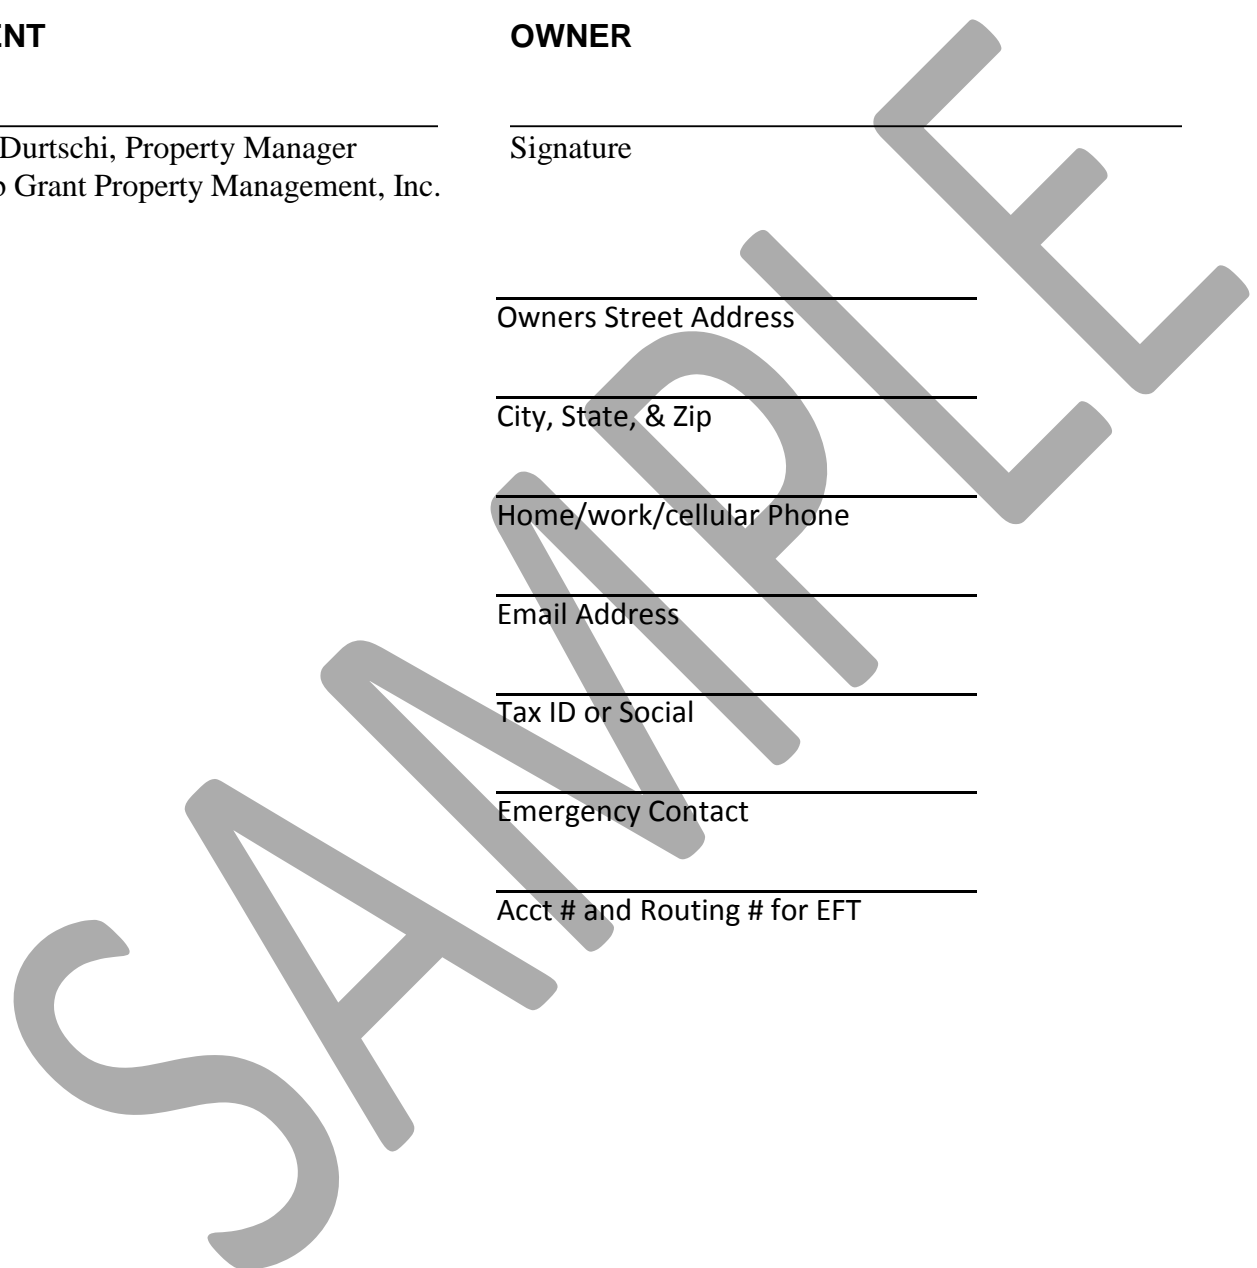 ENT
OWNER
Durtschi, Property Manager
Signature
Grant Property Management, Inc.
Owners Street Address
City, State, & Zip
Home/work/cellular Phone
Email Address
Tax ID or Social
Emergency Contact
Acct # and Routing # for EFT
SAMPLE